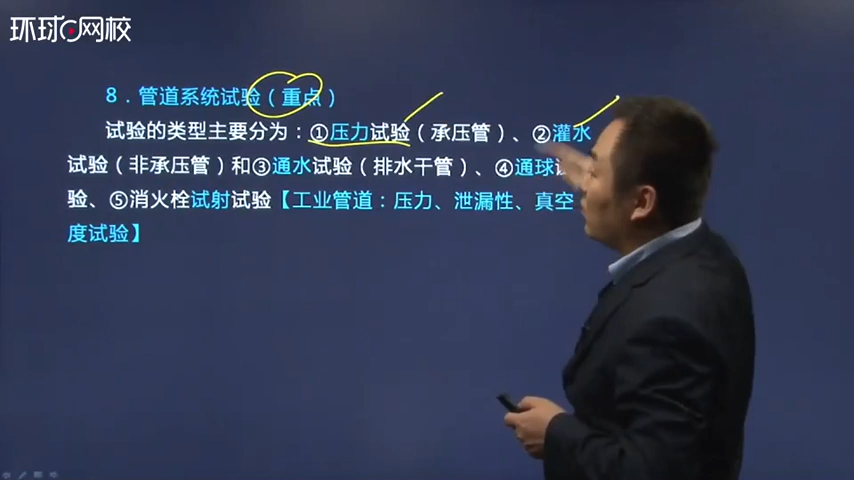 环球网校
8．管道系统试验（重点）
试验的类型主要分为：①压力试验（承压管）、②灌水
试验（非承压管）和③通水试验（排水干管）、④通球试
验、⑤消火栓试射试验【工业管道：压力、泄漏性、真空
度试验】